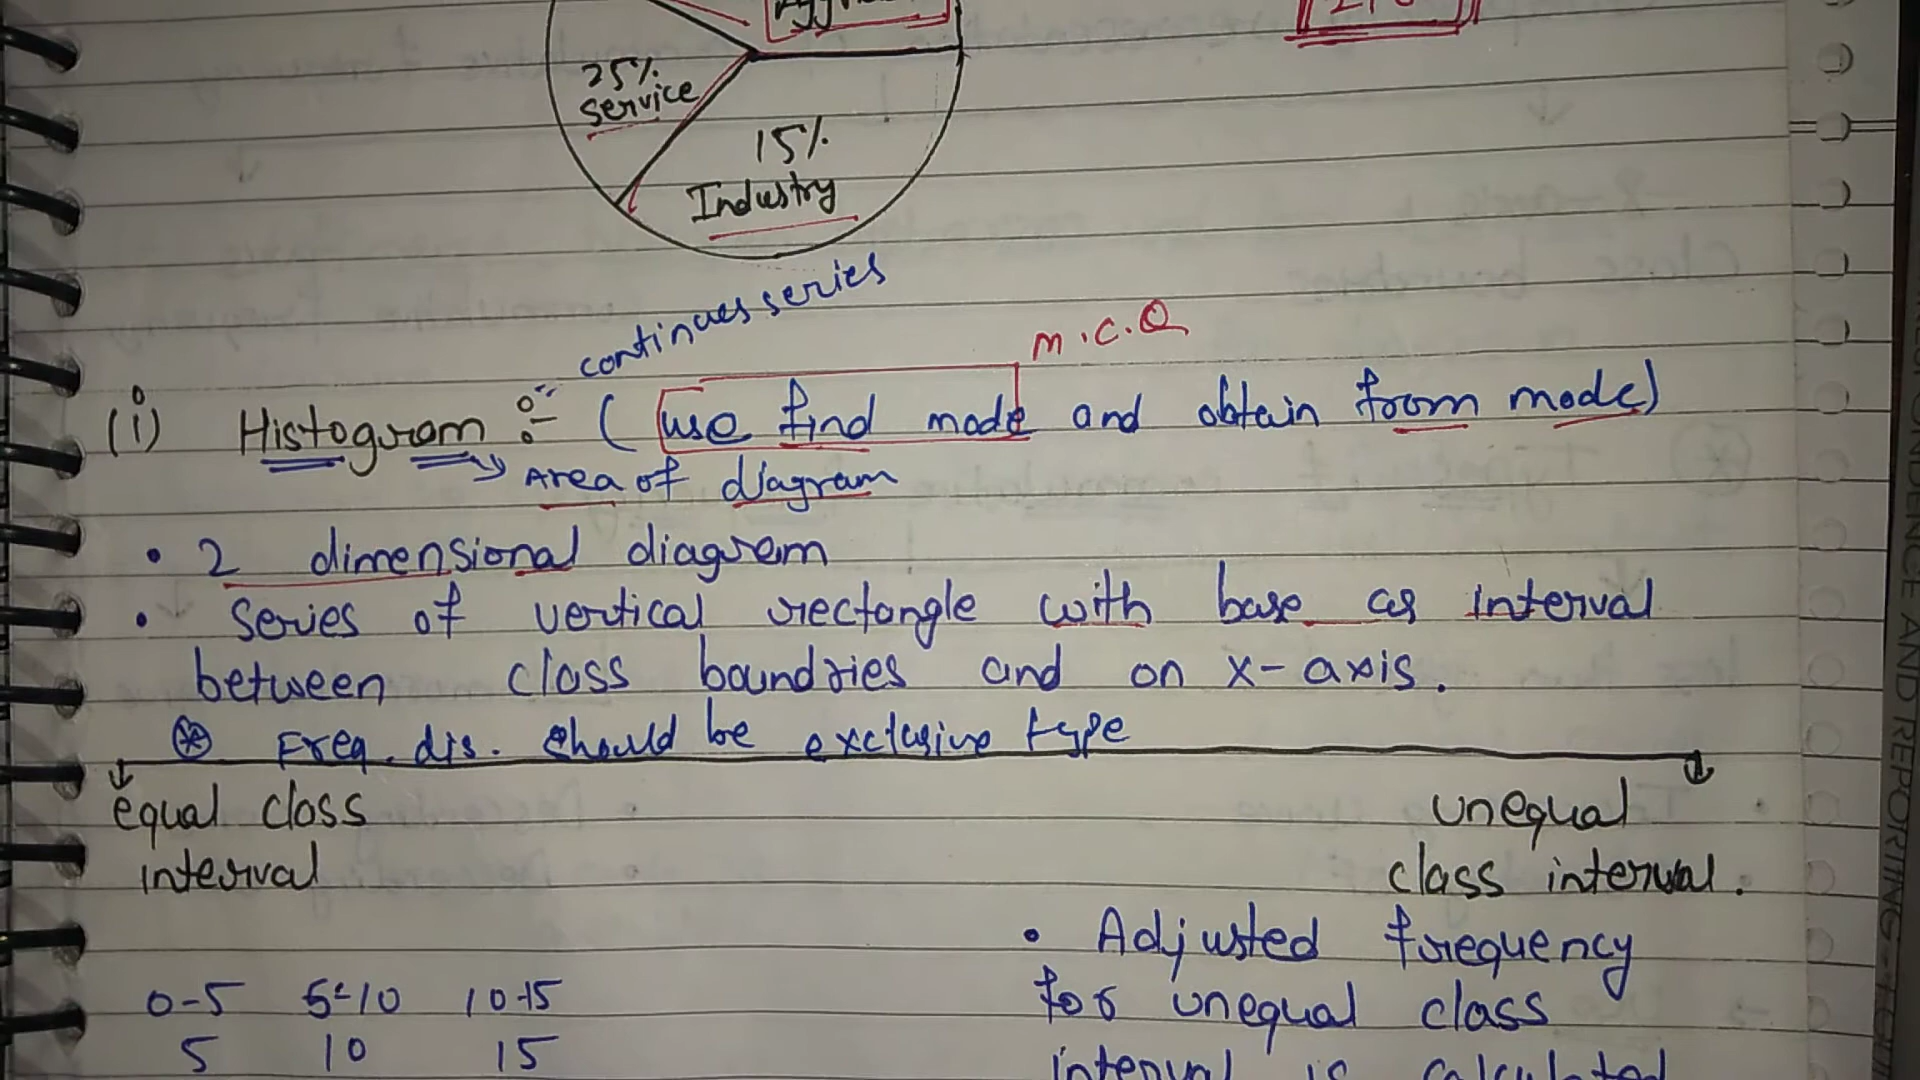 25%
service
15%
Industry
continues series
M.C.Q
(i) Histogram :- (use find mode and obtain from mode)
Area of diagram
• 2 dimensional diagram
• Series of vertical rectangle with base as interval
between class boundries and on x-axis.
Freq. dis. should be exclusive type
equal class
interval
unequal
class interval.
• Adjusted frequency
for unequal class
interval is calculated
0-5 5-10 10-15
5 10 15